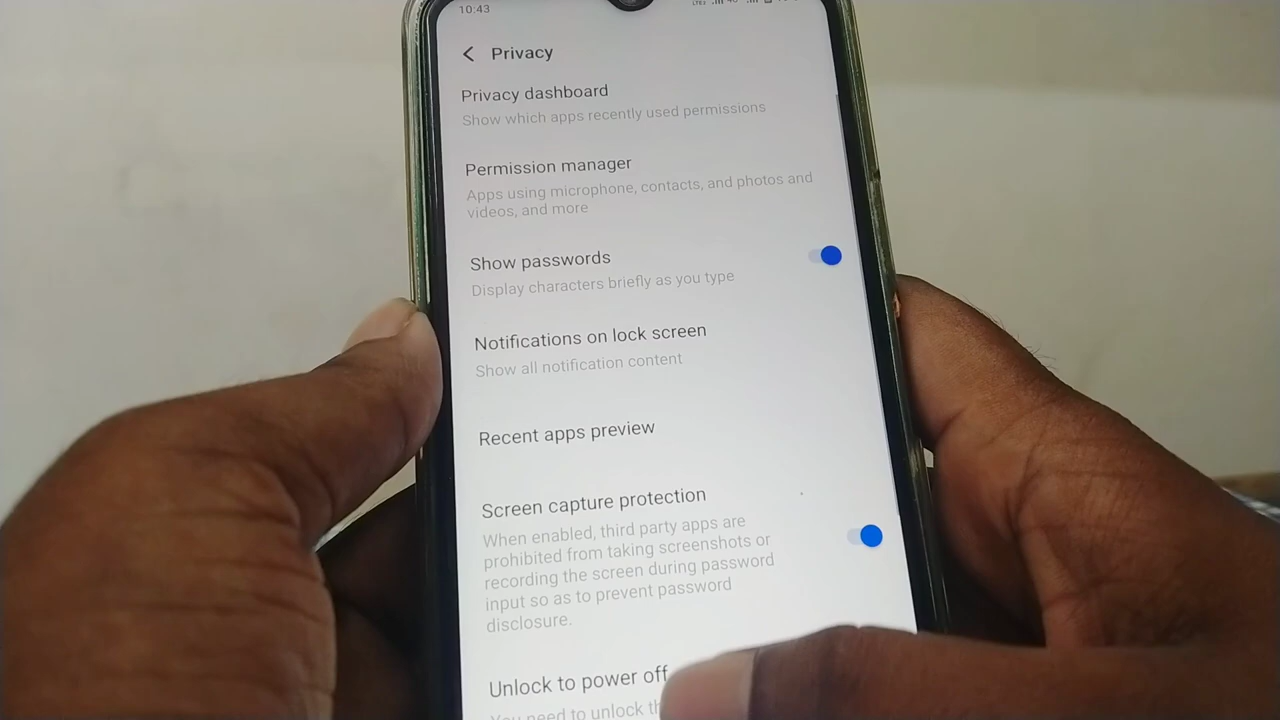 10:43
Privacy
Privacy dashboard
Show which apps recently used permissions
Permission manager
Apps using microphone, contacts, and photos and
videos, and more
Show passwords
Display characters briefly as you type
Notifications on lock screen
Show all notification content
Recent apps preview
Screen capture protection
When enabled, third party apps are
prohibited from taking screenshots or
recording the screen during password
input so as to prevent password
disclosure.
Unlock to power off
You need to unlock